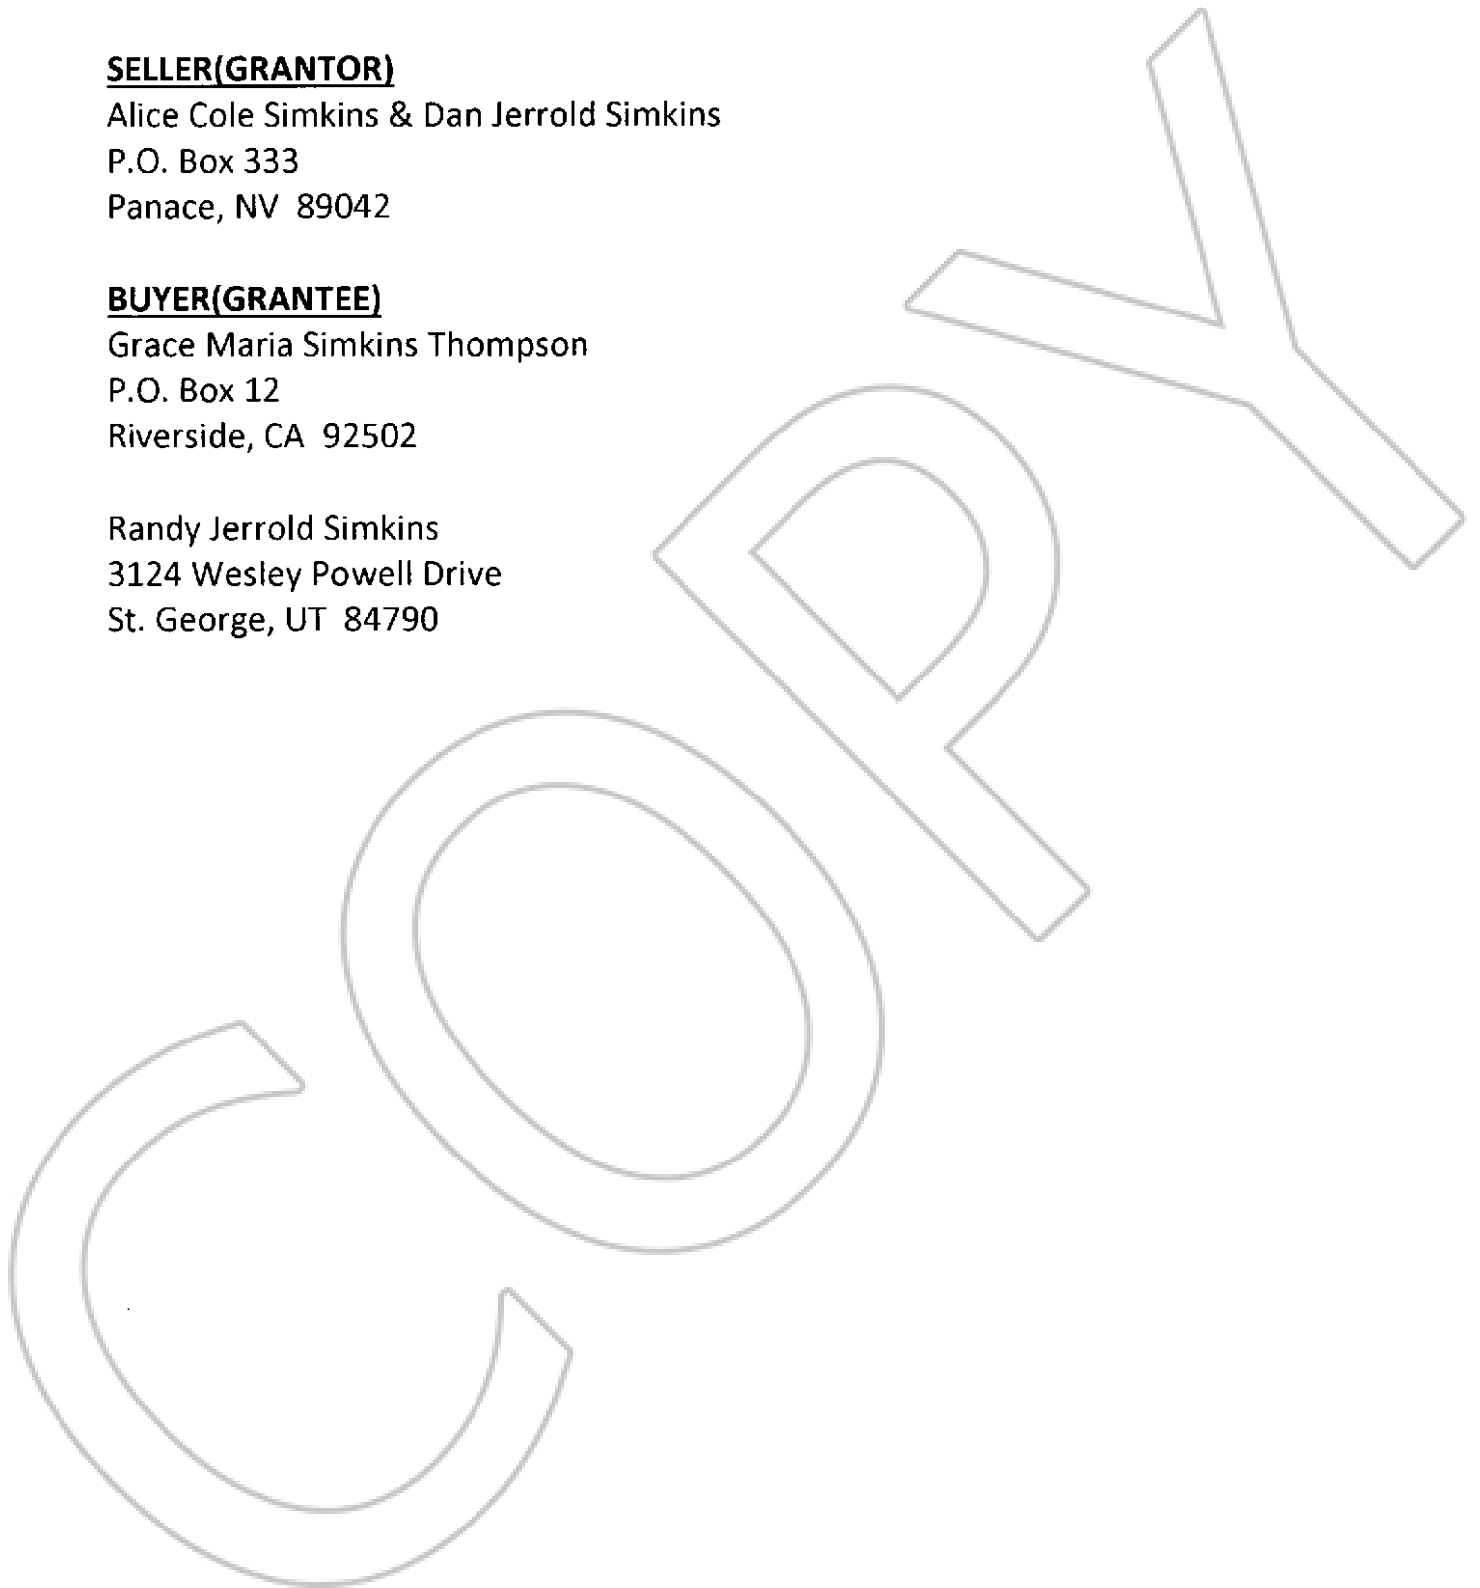 SELLER(GRANTOR)
Alice Cole Simkins & Dan Jerrold Simkins
P.O. Box 333
Panace, NV 89042
BUYER(GRANTEE)
Grace Maria Simkins Thompson
P.O. Box 12
Riverside, CA 92502
Randy Jerrold Simkins
3124 Wesley Powell Drive
St. George, UT 84790
COPY